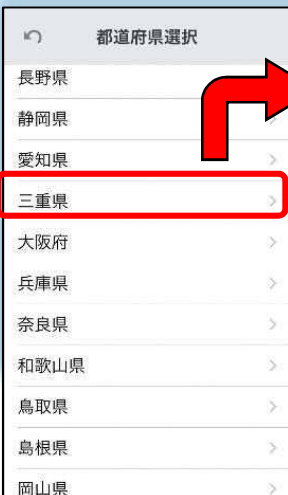 都道府県選択
長野県
静岡県
愛知県
三重県
大阪府
兵庫県
奈良県
和歌山県
鳥取県
島根県
岡山県